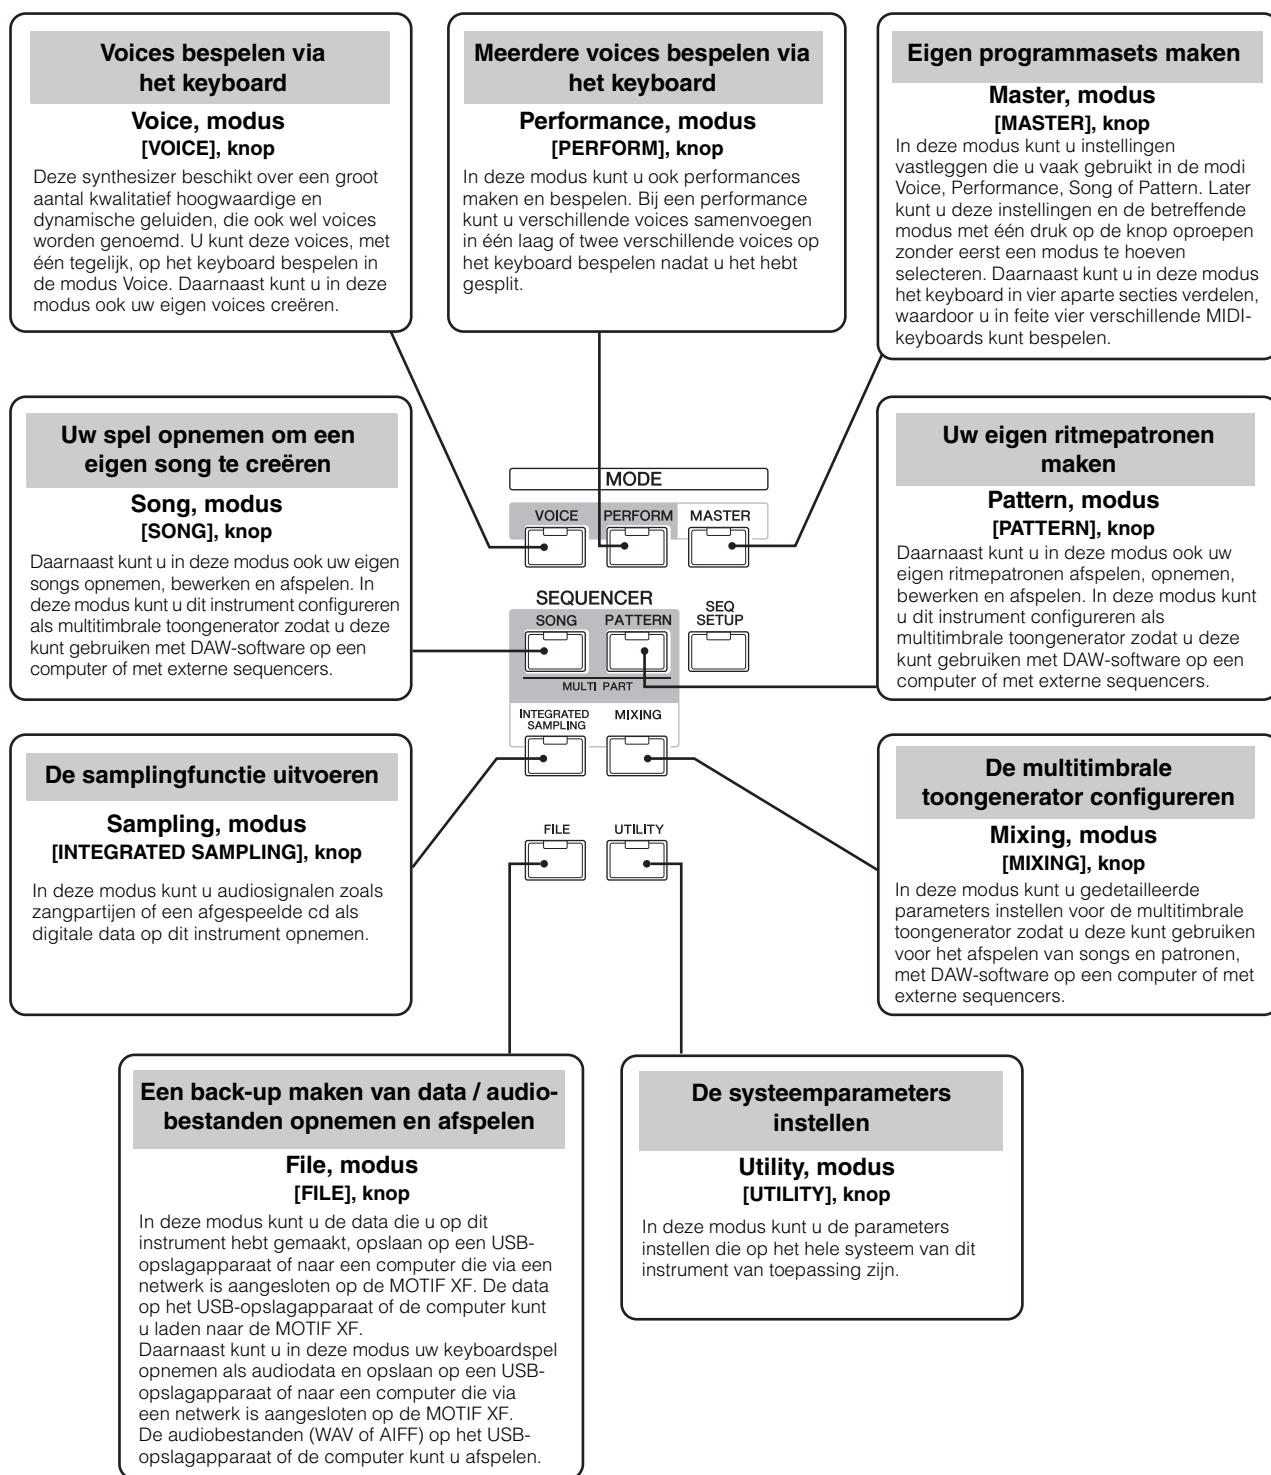 Voices bespelen via
het keyboard
Voice, modus
[VOICE], knop
Deze synthesizer beschikt over een groot
aantal kwalitatief hoogwaardige en
dynamische geluiden, die ook wel voices
worden genoemd. U kunt deze voices, met
één tegelijk, op het keyboard bespelen in
de modus Voice. Daarnaast kunt u in deze
modus ook uw eigen voices creëren.
Meerdere voices bespelen via
het keyboard
Performance, modus
[PERFORM], knop
In deze modus kunt u ook performances
maken en bespelen. Bij een performance
kunt u verschillende voices samenvoegen
in één laag of twee verschillende voices op
het keyboard bespelen nadat u het hebt
gesplit.
Eigen programmasets maken
Master, modus
[MASTER], knop
In deze modus kunt u instellingen
vastleggen die u vaak gebruikt in de modi
Voice, Performance, Song of Pattern. Later
kunt u deze instellingen en de betreffende
modus met één druk op de knop oproepen
zonder eerst een modus te hoeven
selecteren. Daarnaast kunt u in deze modus
het keyboard in vier aparte secties verdelen,
waardoor u in feite vier verschillende MIDI-
keyboards kunt bespelen.
Uw spel opnemen om een
eigen song te creëren
Song, modus
[SONG], knop
Daarnaast kunt u in deze modus ook uw eigen
songs opnemen, bewerken en afspelen. In
deze modus kunt u dit instrument configureren
als multitimbrale toongenerator zodat u deze
kunt gebruiken met DAW-software op een
computer of met externe sequencers.
MODE
VOICE PERFORM MASTER
SEQUENCER
SONG PATTERN
SEQ
SETUP
MULTI PART
INTEGRATED
SAMPLING
MIXING
FILE UTILITY
Uw eigen ritmepatronen
maken
Pattern, modus
[PATTERN], knop
Daarnaast kunt u in deze modus ook uw
eigen ritmepatronen afspelen, opnemen,
bewerken en afspelen. In deze modus kunt
u dit instrument configureren als
multitimbrale toongenerator zodat u deze
kunt gebruiken met DAW-software op een
computer of met externe sequencers.
De samplingfunctie uitvoeren
Sampling, modus
[INTEGRATED SAMPLING], knop
In deze modus kunt u audiosignalen zoals
zangpartijen of een afgespeelde cd als
digitale data op dit instrument opnemen.
De multitimbrale
toongenerator configureren
Mixing, modus
[MIXING], knop
In deze modus kunt u gedetailleerde
parameters instellen voor de multitimbrale
toongenerator zodat u deze kunt gebruiken
voor het afspelen van songs en patronen,
met DAW-software op een computer of met
externe sequencers.
Een back-up maken van data / audio-
bestanden opnemen en afspelen
File, modus
[FILE], knop
In deze modus kunt u de data die u op dit
instrument hebt gemaakt, opslaan op een USB-
opslagapparaat of naar een computer die via een
netwerk is aangesloten op de MOTIF XF. De data
op het USB-opslagapparaat of de computer kunt
u laden naar de MOTIF XF.
Daarnaast kunt u in deze modus uw keyboardspel
opnemen als audiodata en opslaan op een USB-
opslagapparaat of naar een computer die via
een netwerk is aangesloten op de MOTIF XF.
De audiobestanden (WAV of AIFF) op het USB-
opslagapparaat of de computer kunt u afspelen.
De systeemparameters
instellen
Utility, modus
[UTILITY], knop
In deze modus kunt u de parameters
instellen die op het hele systeem van dit
instrument van toepassing zijn.